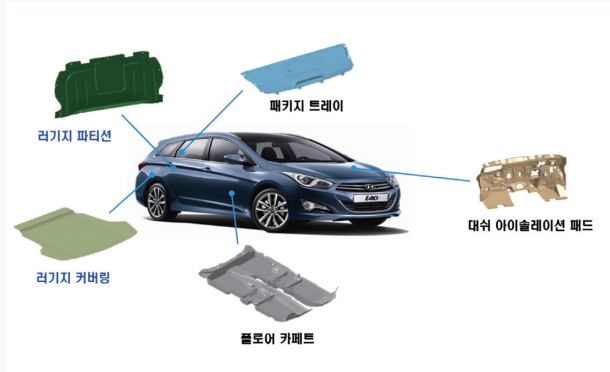 패키지 트레이
러기지 파티션
i40
대쉬 아이솔레이션 패드
러기지 커버링
플로어 카페트